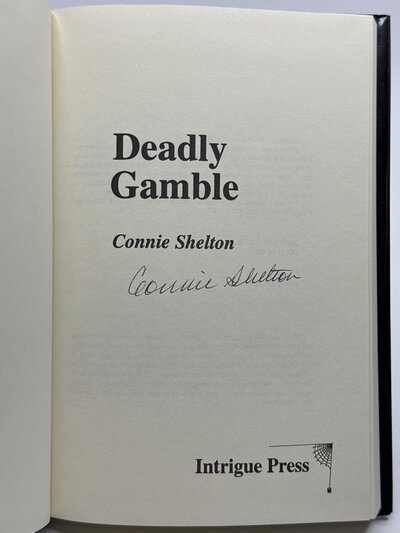 Deadly
Gamble
Connie Shelton
Connie Shelton
Intrigue Press